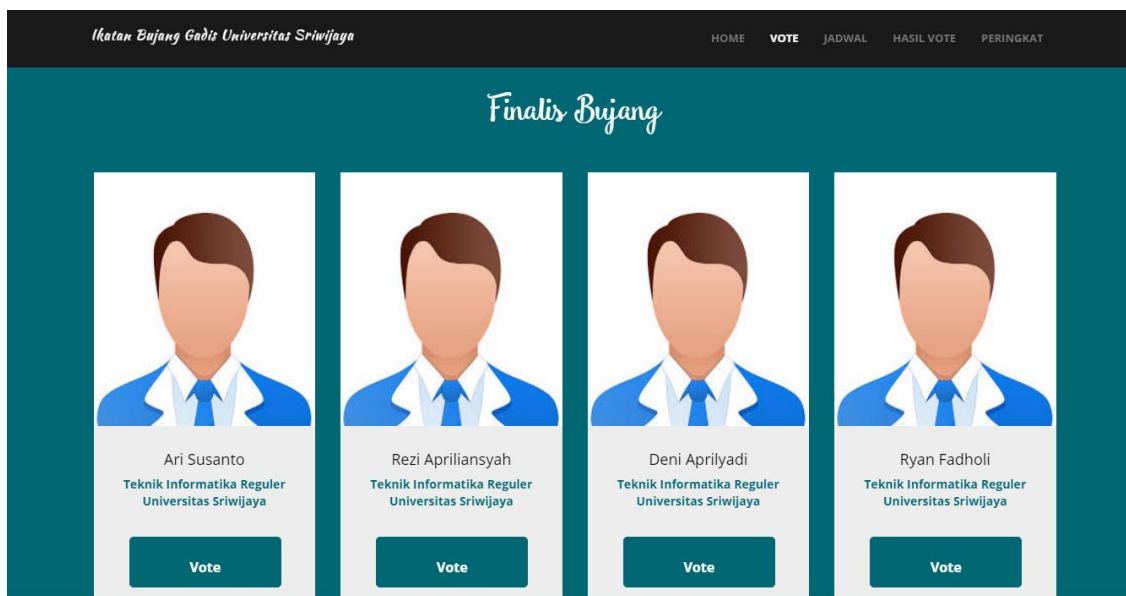 Ikatan Bujang Gadis Universitas Sriwijaya
HOME VOTE JADWAL HASIL VOTE PERINGKAT
Finalis Bujang
Ari Susanto
Teknik Informatika Reguler
Universitas Sriwijaya
Vote
Rezi Apriliansyah
Teknik Informatika Reguler
Universitas Sriwijaya
Vote
Deni Aprilyadi
Teknik Informatika Reguler
Universitas Sriwijaya
Vote
Ryan Fadholi
Teknik Informatika Reguler
Universitas Sriwijaya
Vote